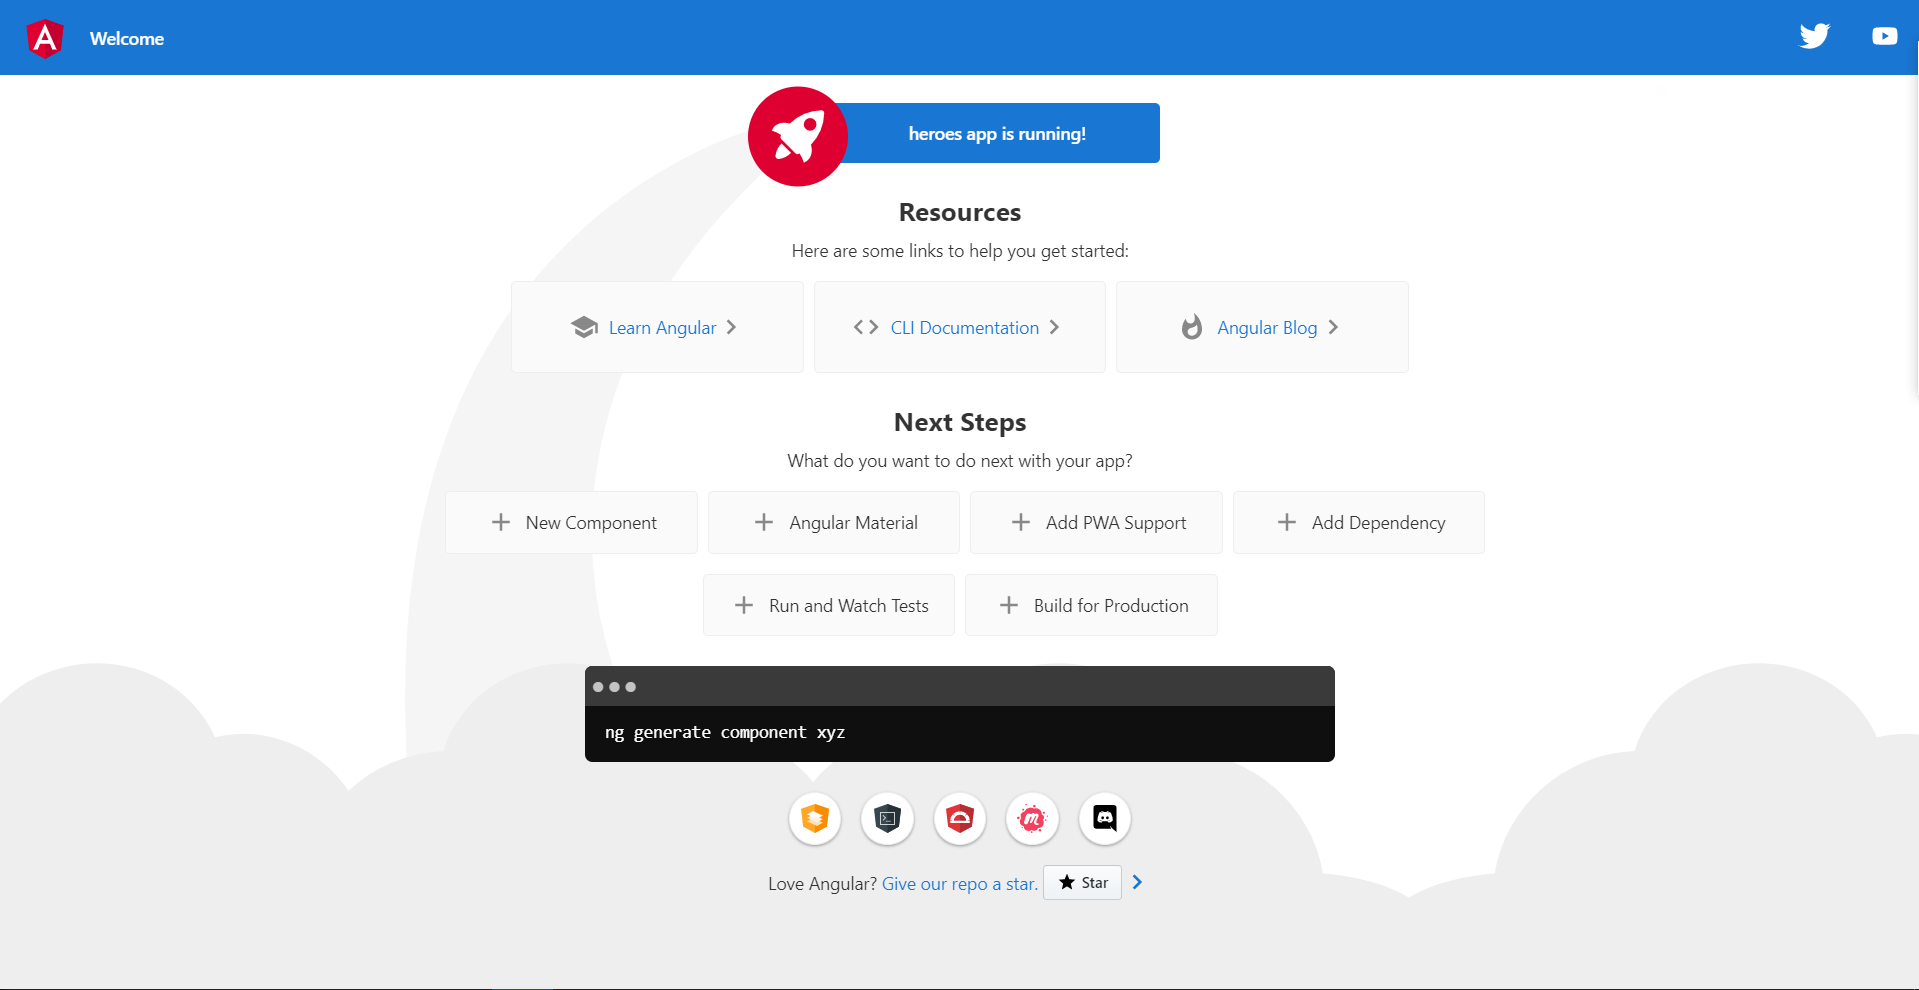 Welcome
heroes app is running!
Resources
Here are some links to help you get started:
Learn Angular
CLI Documentation
Angular Blog
Next Steps
What do you want to do next with your app?
New Component
Angular Material
Add PWA Support
Add Dependency
Run and Watch Tests
Build for Production
ng generate component xyz
Love Angular? Give our repo a star. Star